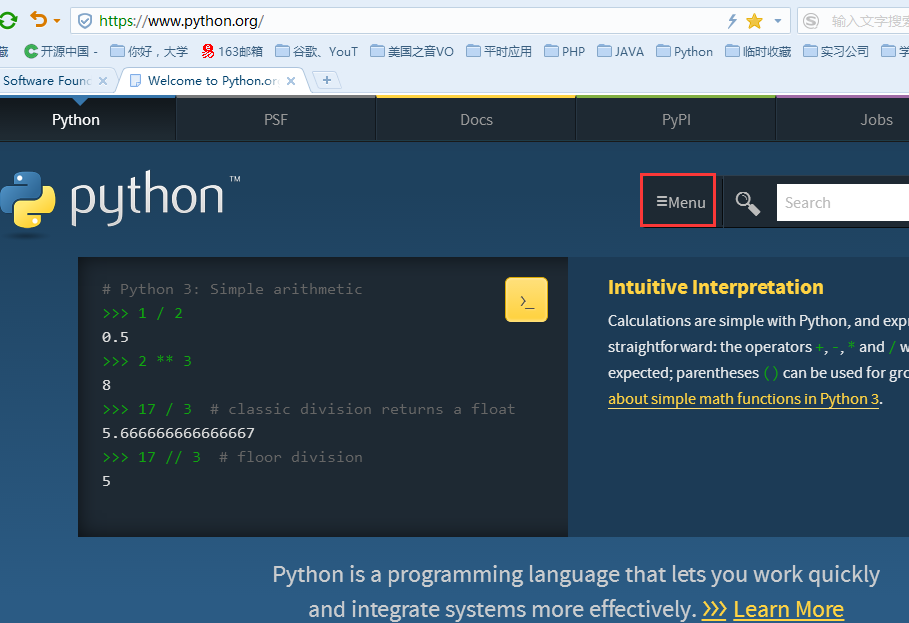 https://www.python.org/
输入文字搜索
藏 开源中国 - 你好，大学 163邮箱 谷歌、YouT 美国之音VO 平时应用 PHP JAVA Python 临时收藏 实习公司 学
Software Founc Welcome to Python.or
Python PSF Docs PyPI Jobs
python™
≡Menu
Search
# Python 3: Simple arithmetic
>>> 1 / 2
0.5
>>> 2 ** 3
8
>>> 17 / 3 # classic division returns a float
5.666666666666667
>>> 17 // 3 # floor division
5
>_
Intuitive Interpretation
Calculations are simple with Python, and expr
straightforward: the operators +, -, * and / w
expected; parentheses () can be used for gro
about simple math functions in Python 3.
Python is a programming language that lets you work quickly
and integrate systems more effectively. >>> Learn More